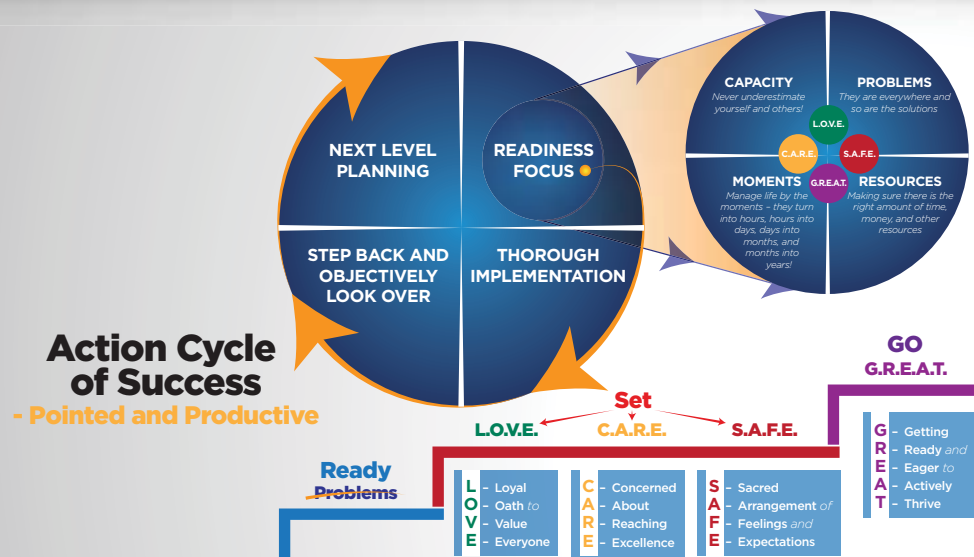 NEXT LEVEL
PLANNING
READINESS
FOCUS
STEP BACK AND
OBJECTIVELY
LOOK OVER
THOROUGH
IMPLEMENTATION
CAPACITY
Never underestimate
yourself and others!
PROBLEMS
They are everywhere and
so are the solutions
L.O.V.E.
C.A.R.E.
S.A.F.E.
G.R.E.A.T.
MOMENTS
Manage life by the
moments – they turn
into hours, hours into
days, days into
months, and
months into
years!
RESOURCES
Making sure there is the
right amount of time,
money, and other
resources
Action Cycle
of Success
- Pointed and Productive
Ready
Problems
Set
L.O.V.E.
C.A.R.E.
S.A.F.E.
GO
G.R.E.A.T.
L – Loyal
O – Oath to
V – Value
E – Everyone
C – Concerned
A – About
R – Reaching
E – Excellence
S – Sacred
A – Arrangement of
F – Feelings and
E – Expectations
G – Getting
R – Ready and
E – Eager to
A – Actively
T – Thrive